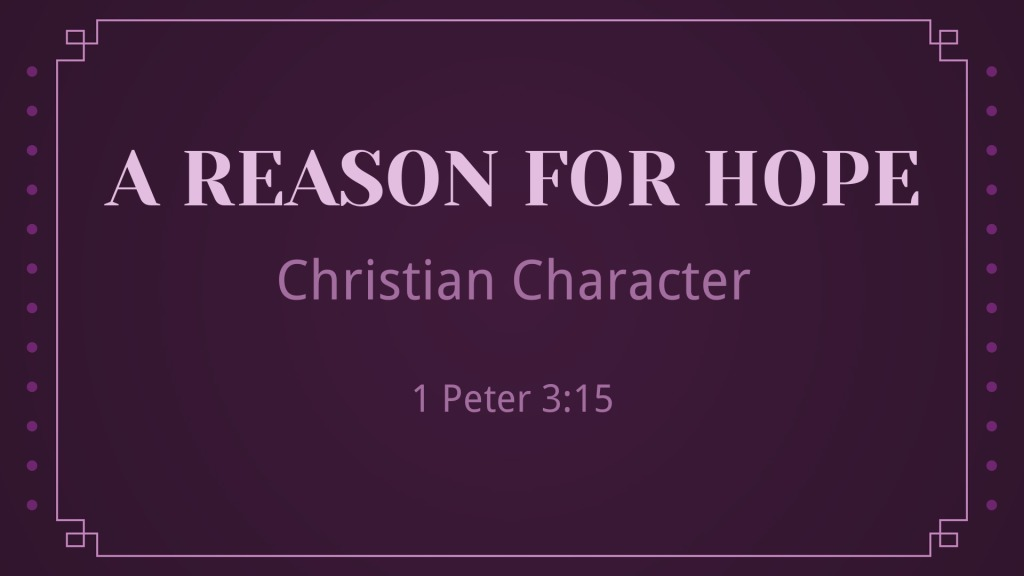 A REASON FOR HOPE
Christian Character
1 Peter 3:15